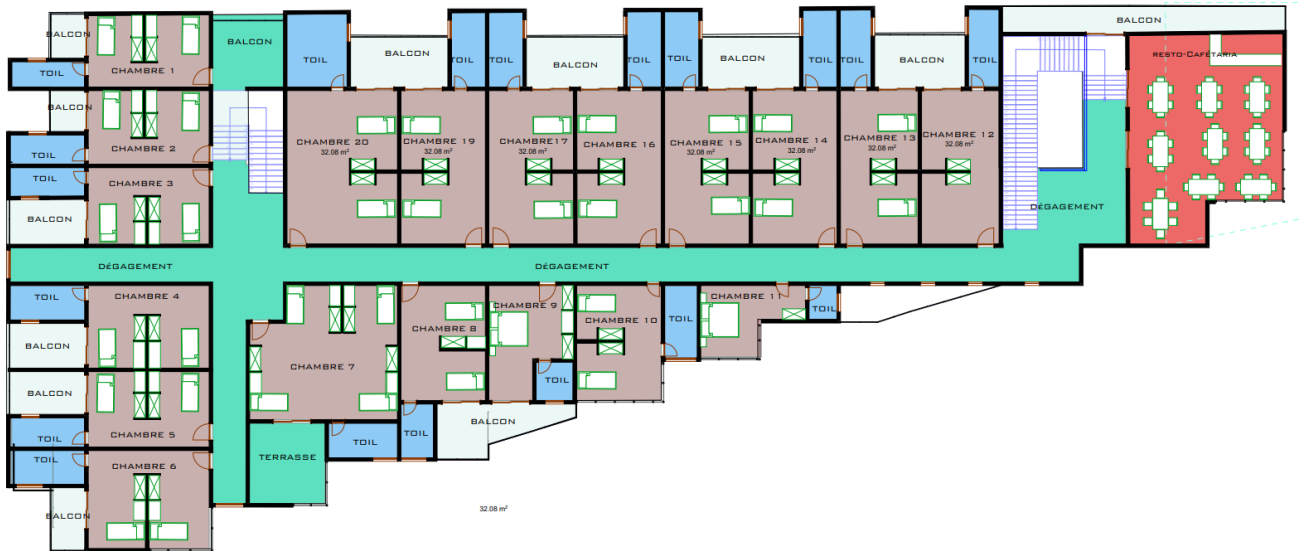 BALCON
BALCON
BALCON
TOIL
BALCON
TOIL
TOIL
BALCON
TOIL
TOIL
BALCON
TOIL
TOIL
BALCON
TOIL
RESTO-CAFÉTARIA
CHAMBRE 1
TOIL
BALCON
CHAMBRE 2
TOIL
CHAMBRE 20
32.08 m²
CHAMBRE 19
32.08 m²
CHAMBRE17
32.08 m²
CHAMBRE 16
CHAMBRE 15
32.08 m²
CHAMBRE 14
32.08 m²
CHAMBRE 13
32.08 m²
CHAMBRE 12
TOIL
CHAMBRE 3
BALCON
DÉGAGEMENT
DÉGAGEMENT
DÉGAGEMENT
TOIL
CHAMBRE 4
BALCON
CHAMBRE 7
CHAMBRE 8
CHAMBRE 9
CHAMBRE 10
TOIL
CHAMBRE 11
TOIL
BALCON
TOIL
TOIL
CHAMBRE 5
TOIL
TOIL
BALCON
TOIL
CHAMBRE 6
TERRASSE
BALCON
32.08 m²